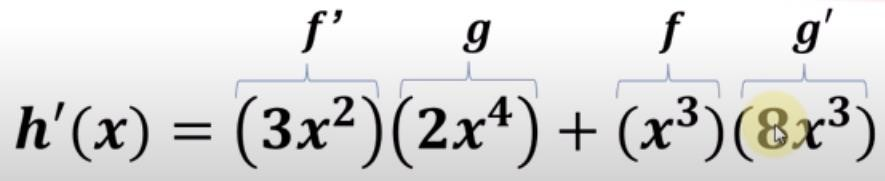 f’ g f g′
h′(x) = (3x²)(2x⁴) + (x³)(8x³)